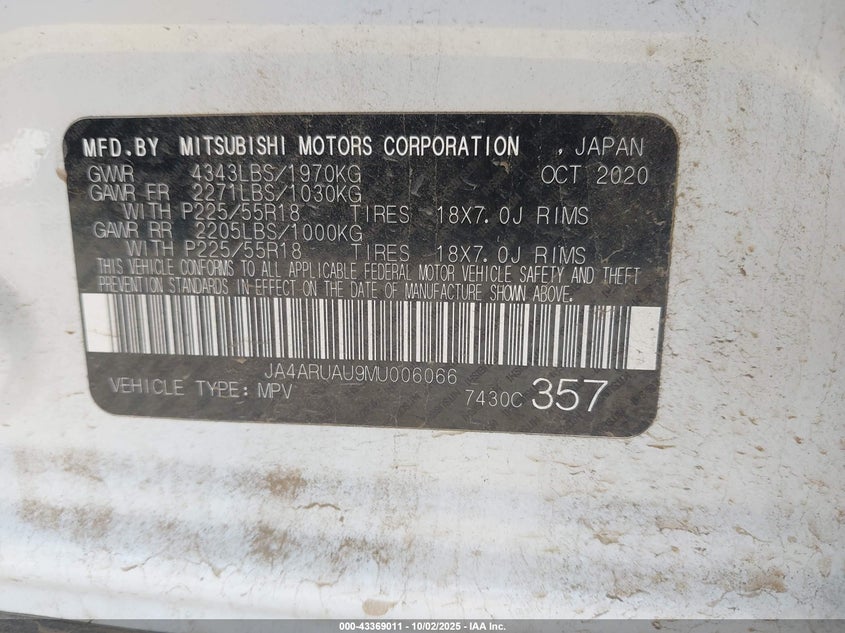 MFD.BY MITSUBISHI MOTORS CORPORATION , JAPAN
GVWR 4343LBS/1970KG OCT 2020
GAWR FR 2271LBS/1030KG
WITH P225/55R18 TIRES 18X7.0J RIMS
GAWR RR 2205LBS/1000KG
WITH P225/55R18 TIRES 18X7.0J RIMS
THIS VEHICLE CONFORMS TO ALL APPLICABLE FEDERAL MOTOR VEHICLE SAFETY AND THEFT
PREVENTION STANDARDS IN EFFECT ON THE DATE OF MANUFACTURE SHOWN ABOVE.
JA4ARUAU9MU006066
VEHICLE TYPE: MPV 7430C 357
000-43369011 - 10/02/2025 - IAA Inc.